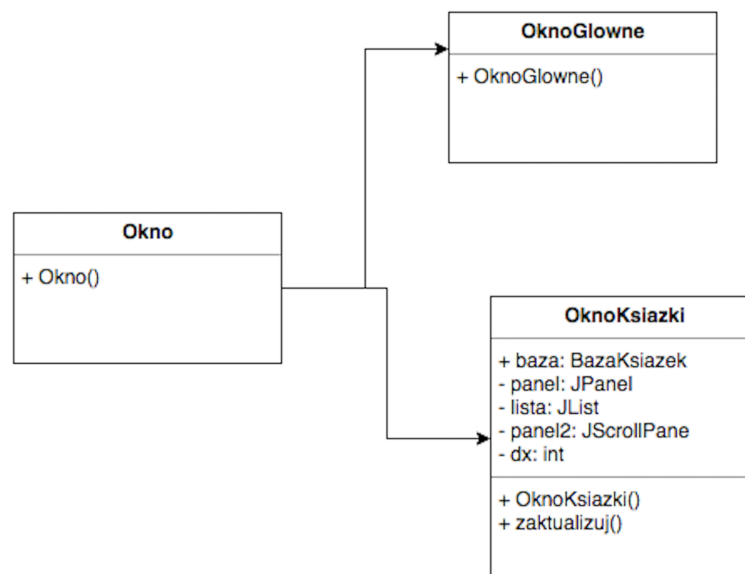 OknoGlowne
+ OknoGlowne()
Okno
+ Okno()
OknoKsiazki
+ baza: BazaKsiazek
- panel: JPanel
- lista: JList
- panel2: JScrollPane
- dx: int
+ OknoKsiazki()
+ zaktualizuj()